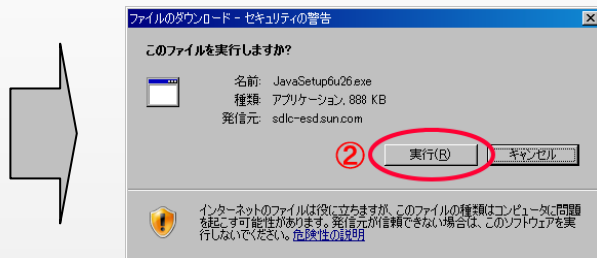 ファイルのダウンロード - セキュリティの警告
このファイルを実行しますか?
名前: JavaSetup6u26.exe
種類: アプリケーション, 888 KB
発信元: sdlc-esd.sun.com
② 実行(R) キャンセル
インターネットのファイルは役に立ちますが、このファイルの種類はコンピュータに問題
を起こす可能性があります。発信元が信頼できない場合は、このソフトウェアを実
行しないでください。危険性の説明